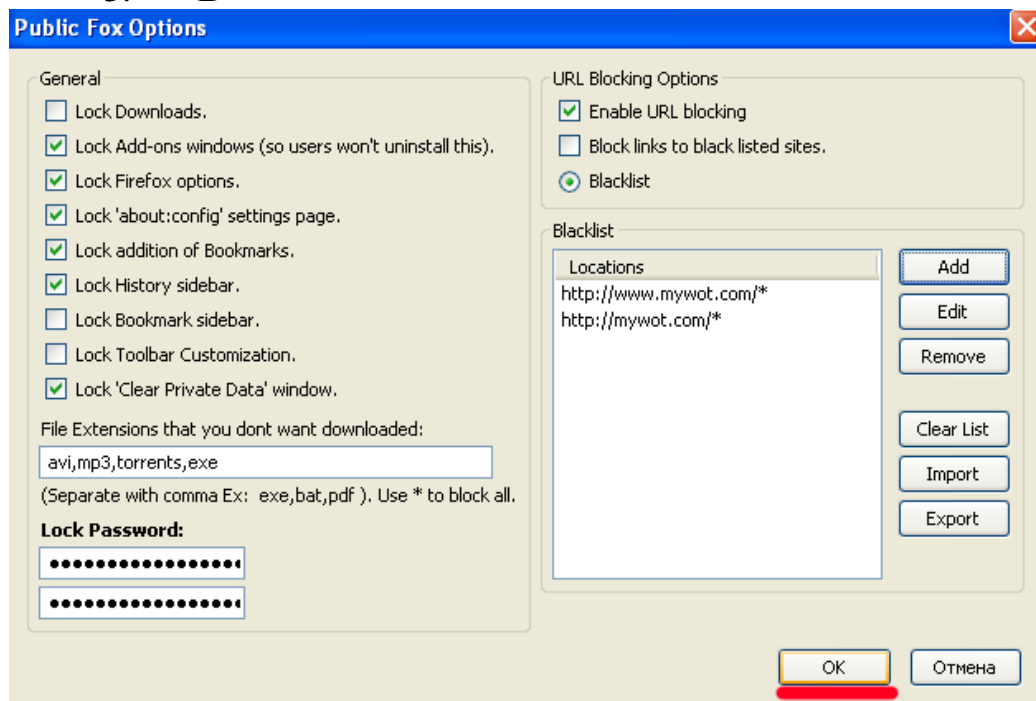 Public Fox Options
General
Lock Downloads.
Lock Add-ons windows (so users won't uninstall this).
Lock Firefox options.
Lock 'about:config' settings page.
Lock addition of Bookmarks.
Lock History sidebar.
Lock Bookmark sidebar.
Lock Toolbar Customization.
Lock 'Clear Private Data' window.
File Extensions that you dont want downloaded:
avi,mp3,torrents,exe
(Separate with comma Ex: exe,bat,pdf ). Use * to block all.
Lock Password:
URL Blocking Options
Enable URL blocking
Block links to black listed sites.
Blacklist
Blacklist
Locations
http://www.mywot.com/*
http://mywot.com/*
Add
Edit
Remove
Clear List
Import
Export
OK
Отмена